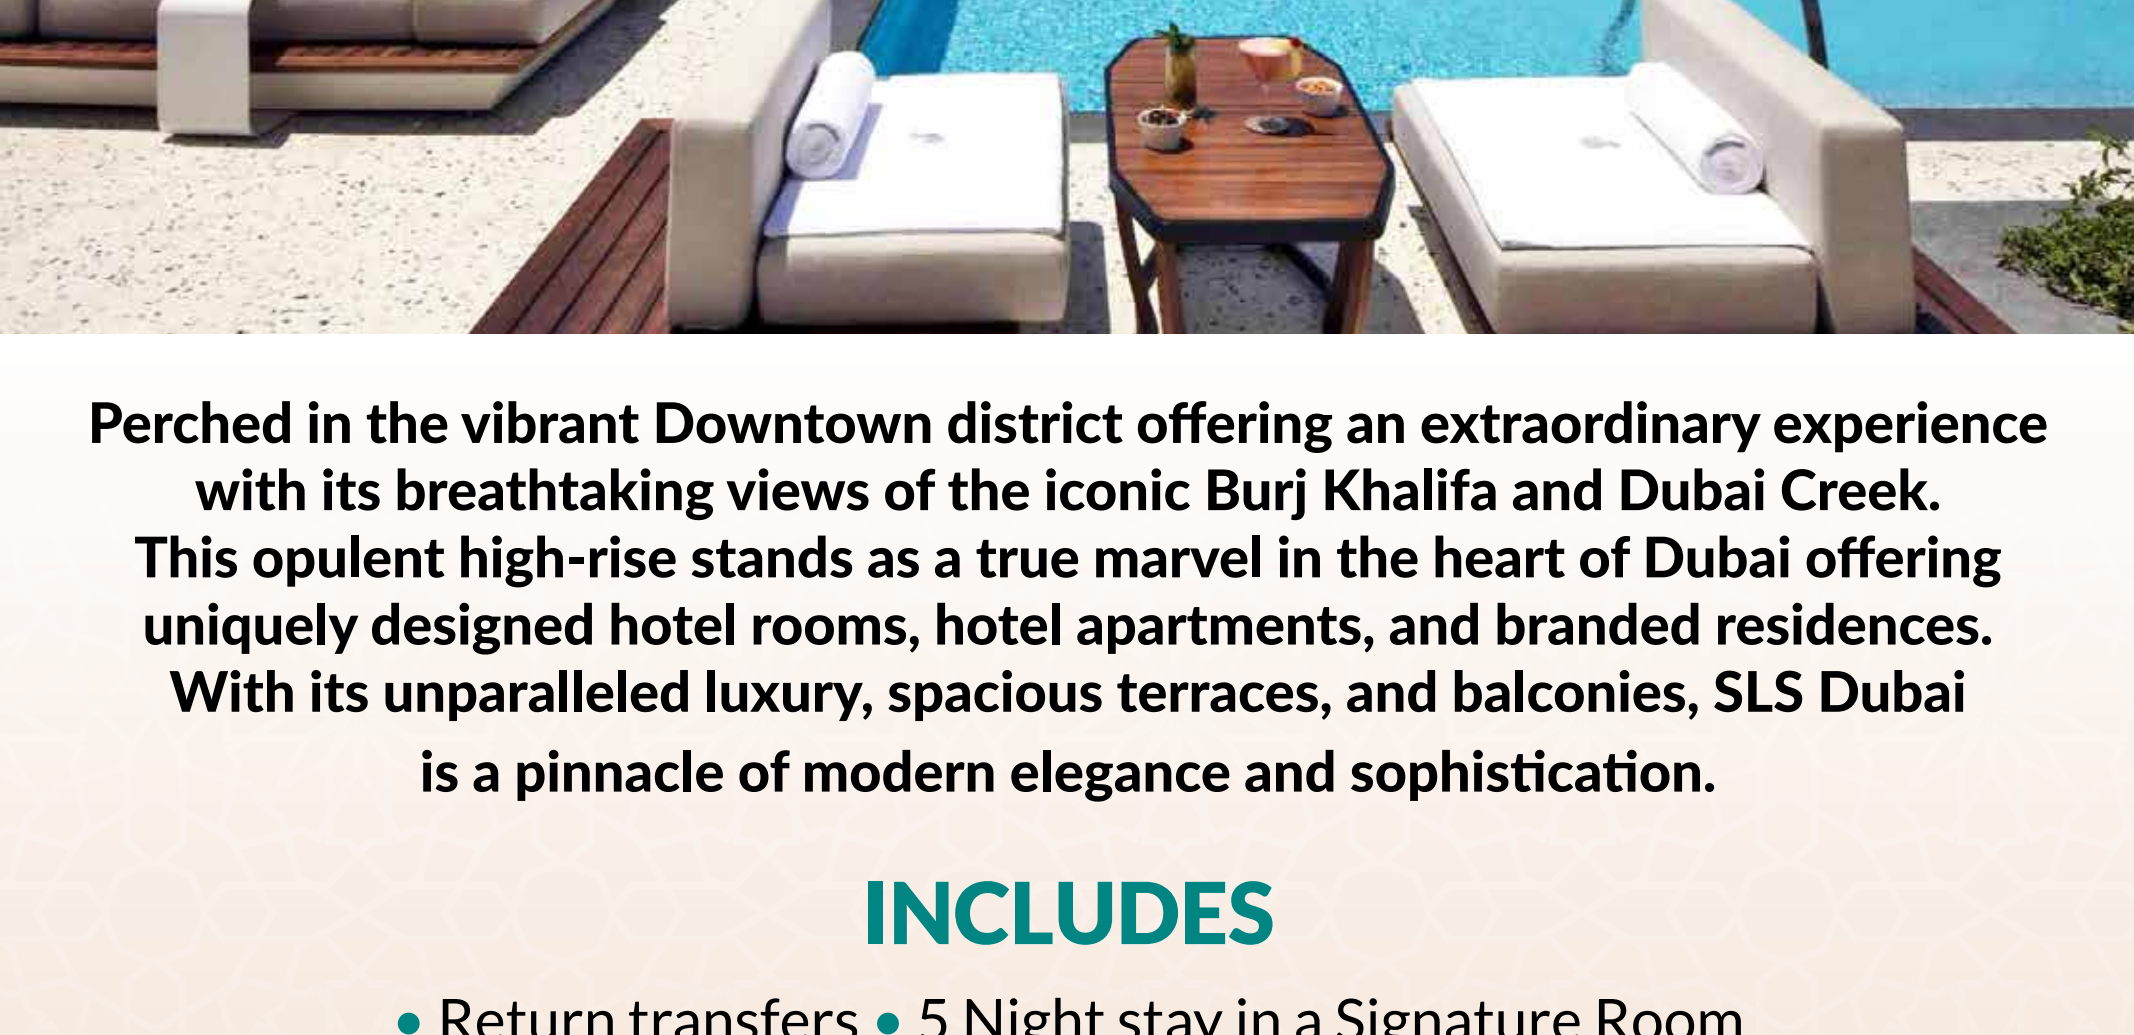 Perched in the vibrant Downtown district offering an extraordinary experience
with its breathtaking views of the iconic Burj Khalifa and Dubai Creek.
This opulent high-rise stands as a true marvel in the heart of Dubai offering
uniquely designed hotel rooms, hotel apartments, and branded residences.
With its unparalleled luxury, spacious terraces, and balconies, SLS Dubai
is a pinnacle of modern elegance and sophistication.
INCLUDES
• Return transfers • 5 Night stay in a Signature Room